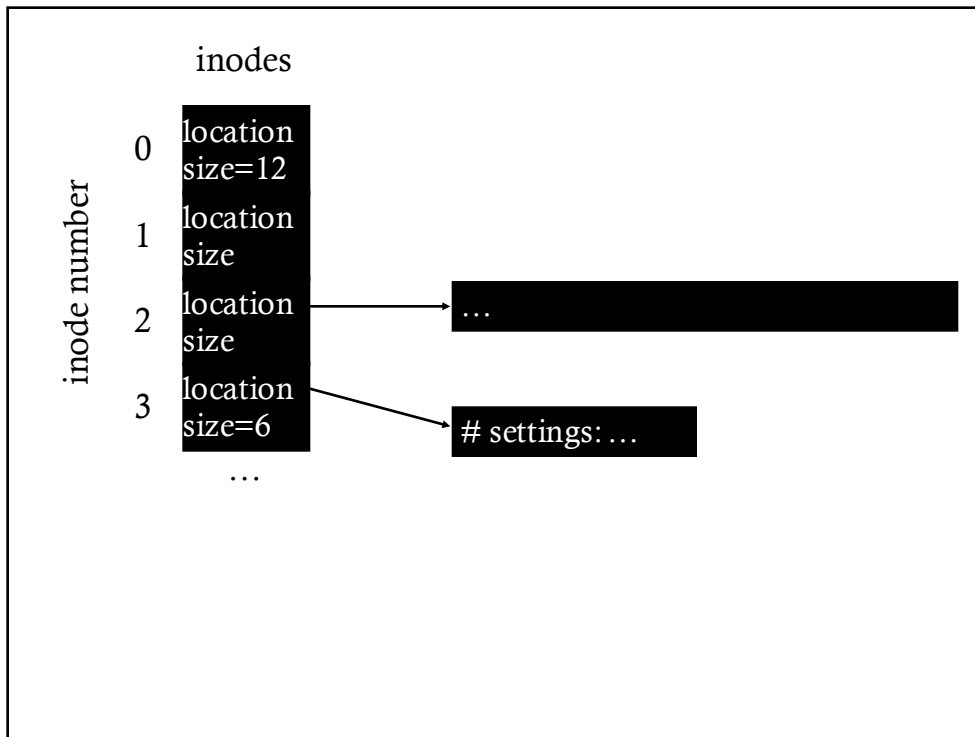 inodes
inode number
0
location
size=12
1
location
size
2
location
size
…
3
location
size=6
# settings: …
…